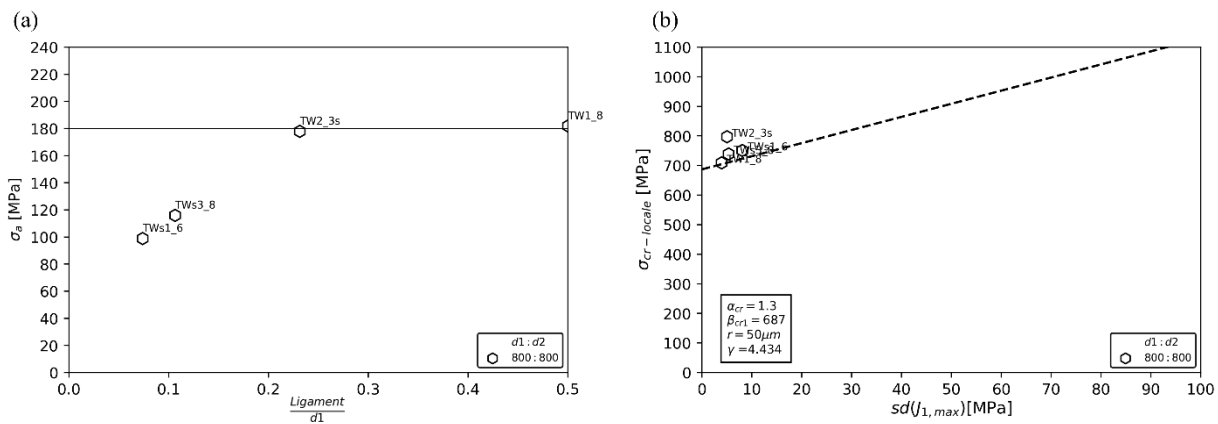 (a)
240
220
200
180
160
140
120
100
80
60
40
20
0
σa [MPa]
TW1_8
TW2_3s
TWs3_8
TWs1_6
d1 : d2
800 : 800
0.0 0.1 0.2 0.3 0.4 0.5
Ligament
d1
(b)
1100
1000
900
800
700
600
500
400
300
200
100
0
σcr−locale [MPa]
TW2_3s
TWs1_6
TW1_8
αcr = 1.3
βcr1 = 687
r = 50μm
γ =4.434
d1 : d2
800 : 800
0 10 20 30 40 50 60 70 80 90 100
sd(J1,max)[MPa]